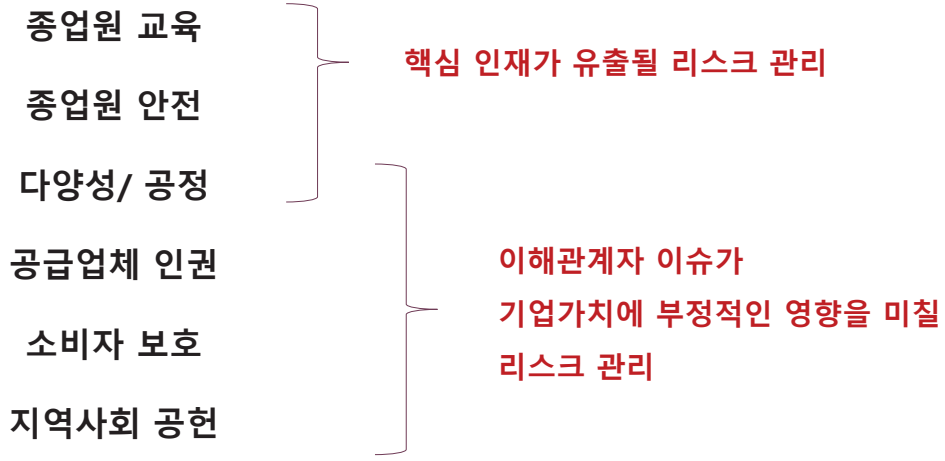 종업원 교육
종업원 안전
다양성/ 공정
공급업체 인권
소비자 보호
지역사회 공헌
핵심 인재가 유출될 리스크 관리
이해관계자 이슈가
기업가치에 부정적인 영향을 미칠
리스크 관리